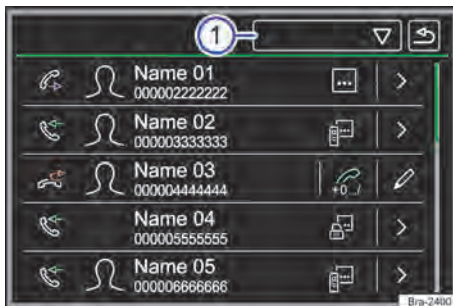 1
Name 01
000002222222
Name 02
000003333333
Name 03
000004444444
+0../
Name 04
000005555555
Name 05
000006666666
Bra-2400